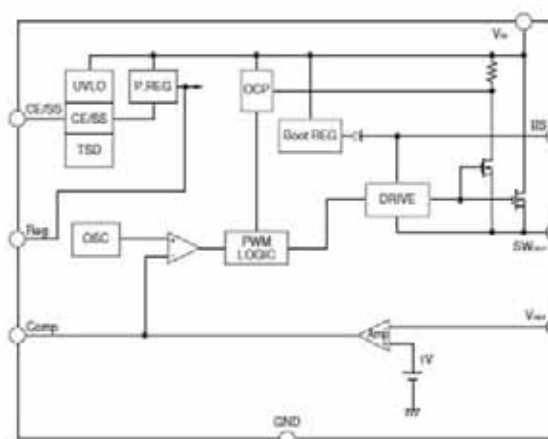 VIN
UVLO
P.REG
OCP
CE/SS
CE/SS
Boot REG
BS
TSD
DRIVE
Reg
OSC
PWM
LOGIC
SWOUT
Comp
Amp
1V
GND